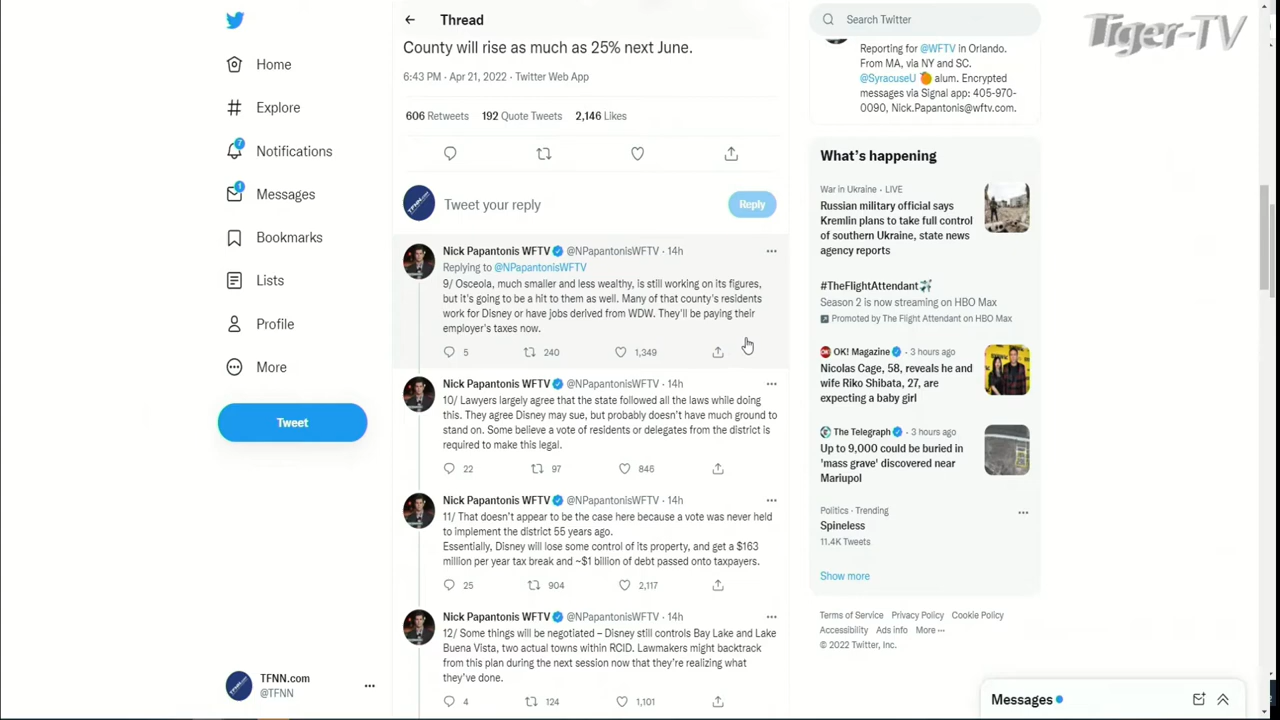 Home
Explore
7
Notifications
1
Messages
Bookmarks
Lists
Profile
More
Tweet
TFNN.com
@TFNN
Thread
County will rise as much as 25% next June.
6:43 PM · Apr 21, 2022 · Twitter Web App
606 Retweets 192 Quote Tweets 2,146 Likes
TFNN.com
Tweet your reply
Reply
Nick Papantonis WFTV @NPapantonisWFTV · 14h
Replying to @NPapantonisWFTV
9/ Osceola, much smaller and less wealthy, is still working on its figures,
but it's going to be a hit to them as well. Many of that county's residents
work for Disney or have jobs derived from WDW. They'll be paying their
employer's taxes now.
5 240 1,349
Nick Papantonis WFTV @NPapantonisWFTV · 14h
10/ Lawyers largely agree that the state followed all the laws while doing
this. They agree Disney may sue, but probably doesn't have much ground to
stand on. Some believe a vote of residents or delegates from the district is
required to make this legal.
22 97 846
Nick Papantonis WFTV @NPapantonisWFTV · 14h
11/ That doesn't appear to be the case here because a vote was never held
to implement the district 55 years ago.
Essentially, Disney will lose some control of its property, and get a $163
million per year tax break and ~$1 billion of debt passed onto taxpayers.
25 904 2,117
Nick Papantonis WFTV @NPapantonisWFTV · 14h
12/ Some things will be negotiated – Disney still controls Bay Lake and Lake
Buena Vista, two actual towns within RCID. Lawmakers might backtrack
from this plan during the next session now that they're realizing what
they've done.
4 124 1,101
Search Twitter
Tiger-TV
Reporting for @WFTV in Orlando.
From MA, via NY and SC.
@SyracuseU 🍊 alum. Encrypted
messages via Signal app: 405-970-
0090, Nick.Papantonis@wftv.com.
What's happening
War in Ukraine · LIVE
Russian military official says
Kremlin plans to take full control
of southern Ukraine, state news
agency reports
#TheFlightAttendant
Season 2 is now streaming on HBO Max
Promoted by The Flight Attendant on HBO Max
OK! Magazine · 3 hours ago
Nicolas Cage, 58, reveals he and
wife Riko Shibata, 27, are
expecting a baby girl
The Telegraph · 3 hours ago
Up to 9,000 could be buried in
'mass grave' discovered near
Mariupol
Politics · Trending
Spineless
11.4K Tweets
Show more
Terms of Service Privacy Policy Cookie Policy
Accessibility Ads info More ···
© 2022 Twitter, Inc.
Messages